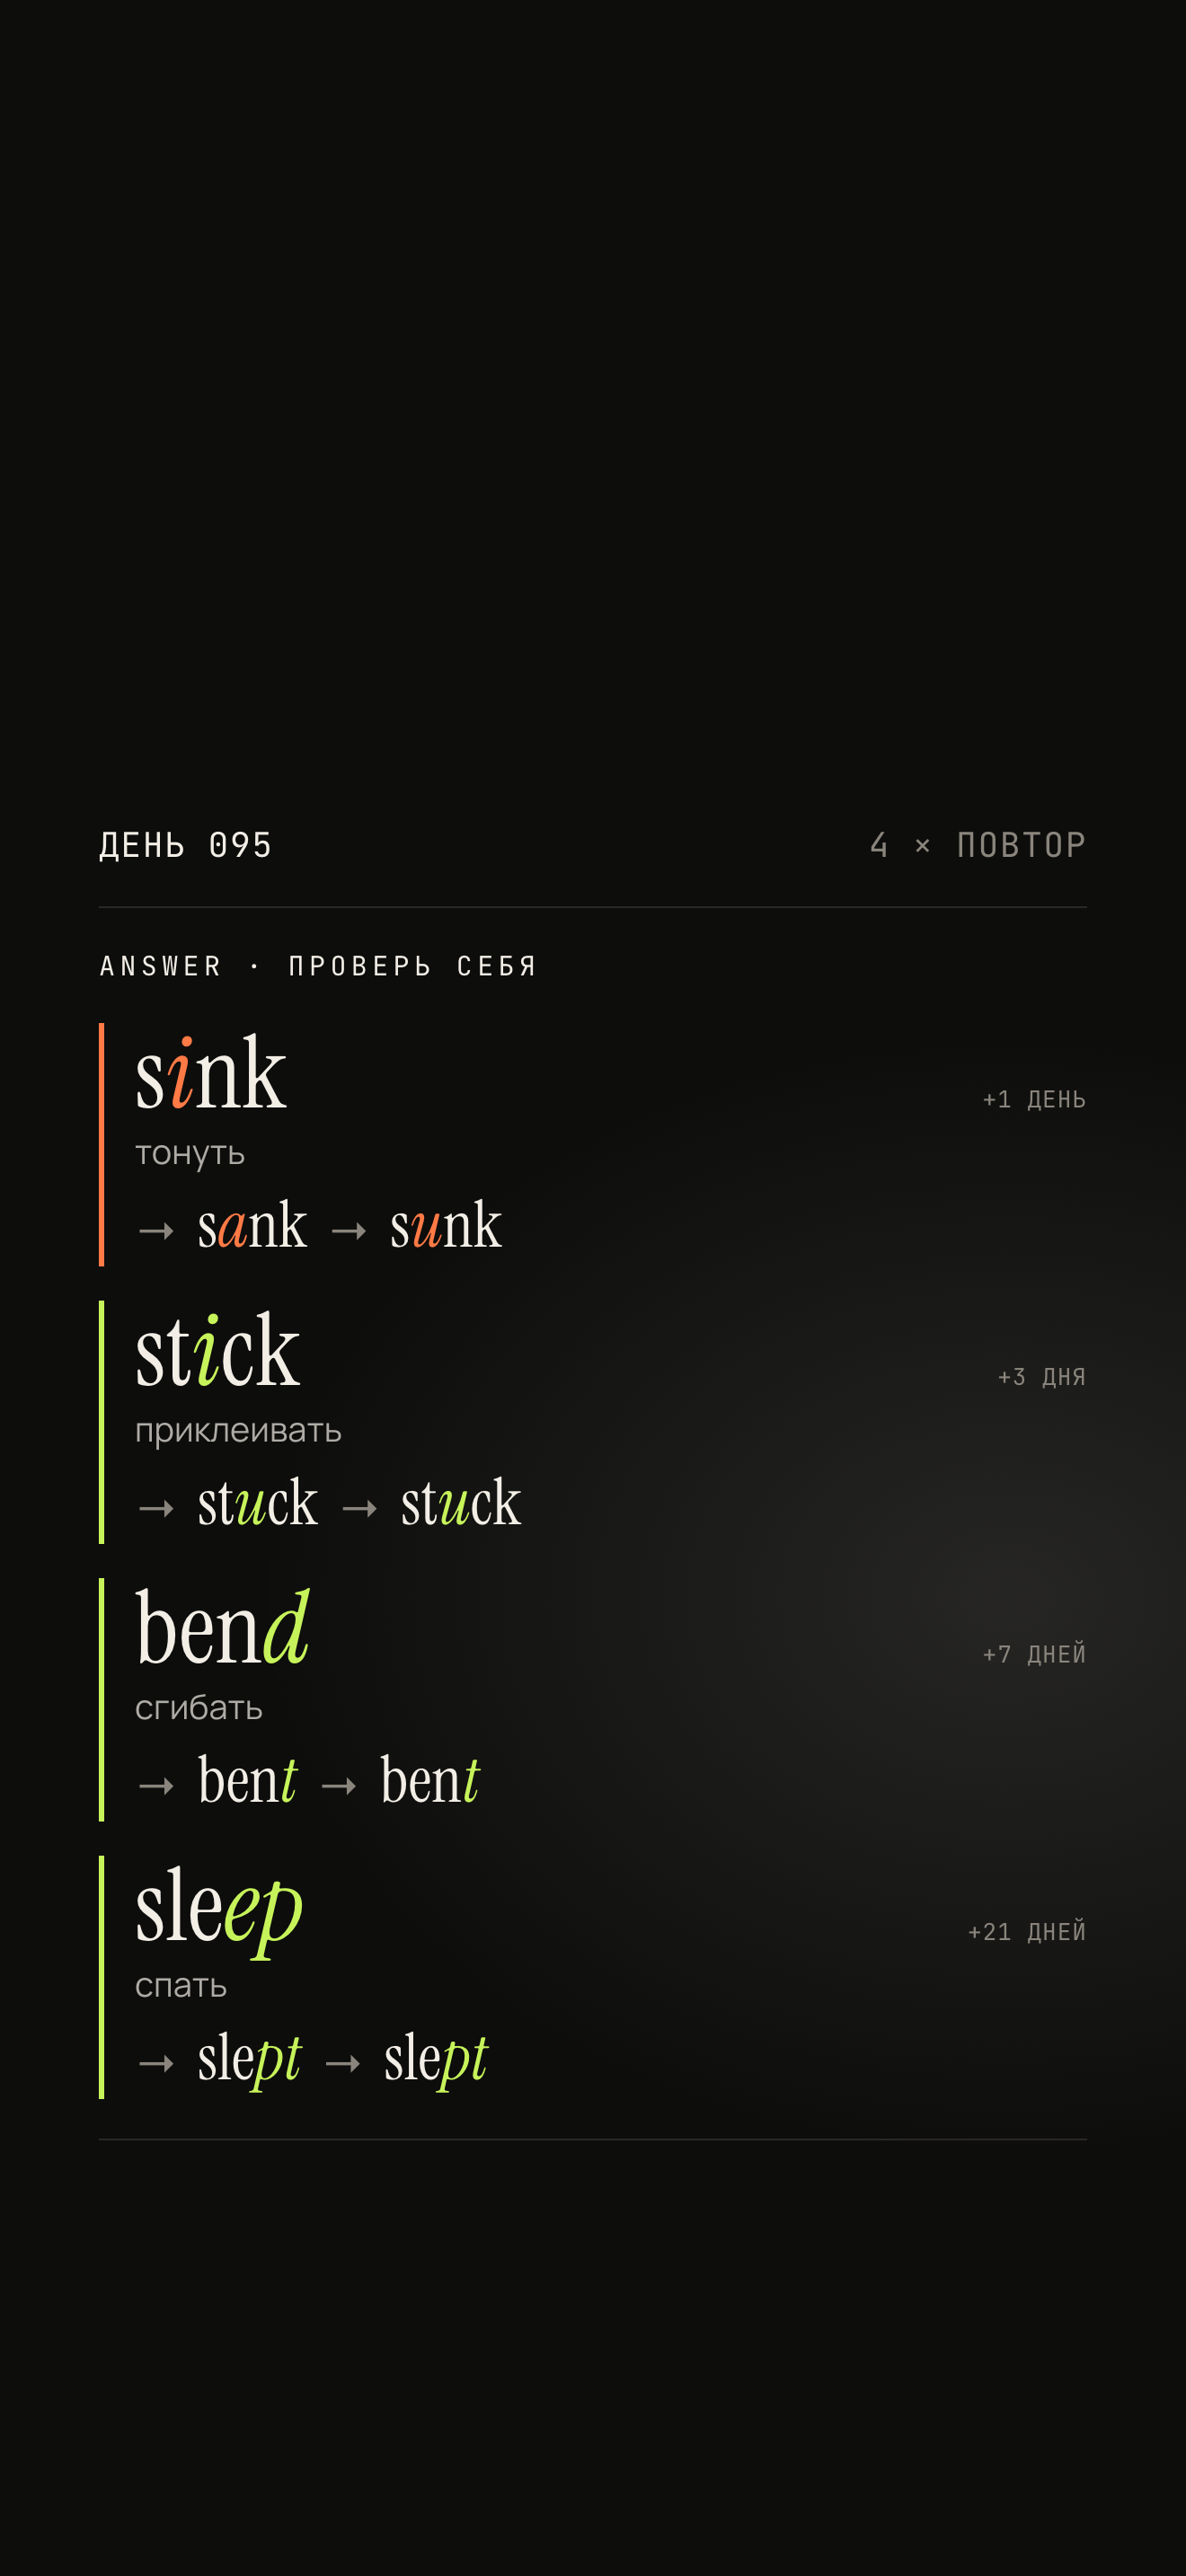 ДЕНЬ 095
4 × ПОВТОР
ANSWER · ПРОВЕРЬ СЕБЯ
sink
+1 ДЕНЬ
тонуть
→ sank → sunk
stick
+3 ДНЯ
приклеивать
→ stuck → stuck
bend
+7 ДНЕЙ
сгибать
→ bent → bent
sleep
+21 ДНЕЙ
спать
→ slept → slept